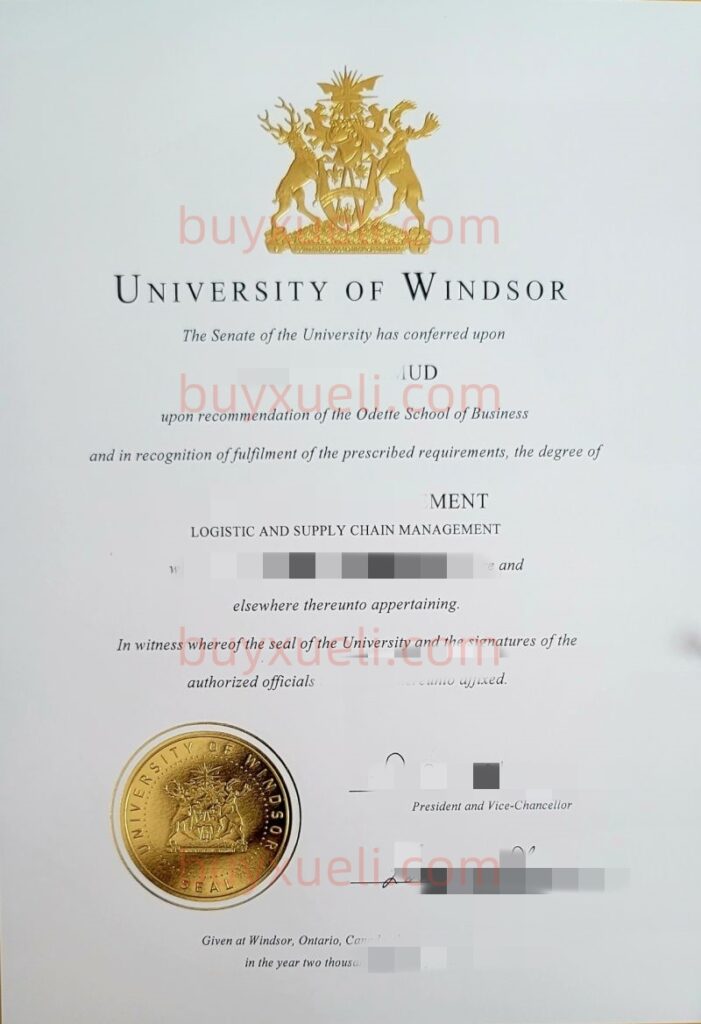 buyxueli.com
UNIVERSITY OF WINDSOR
The Senate of the University has conferred upon
UD
buyxueli.com
upon recommendation of the Odette School of Business
and in recognition of fulfilment of the prescribed requirements, the degree of
MENT
LOGISTIC AND SUPPLY CHAIN MANAGEMENT
and
elsewhere thereunto appertaining.
In witness whereof the seal of the University and the signatures of the
buyxueli.com
authorized officials affixed.
UNIVERSITY OF WINDSOR
SEAL
President and Vice-Chancellor
buyxueli.com
Given at Windsor, Ontario,
in the year two